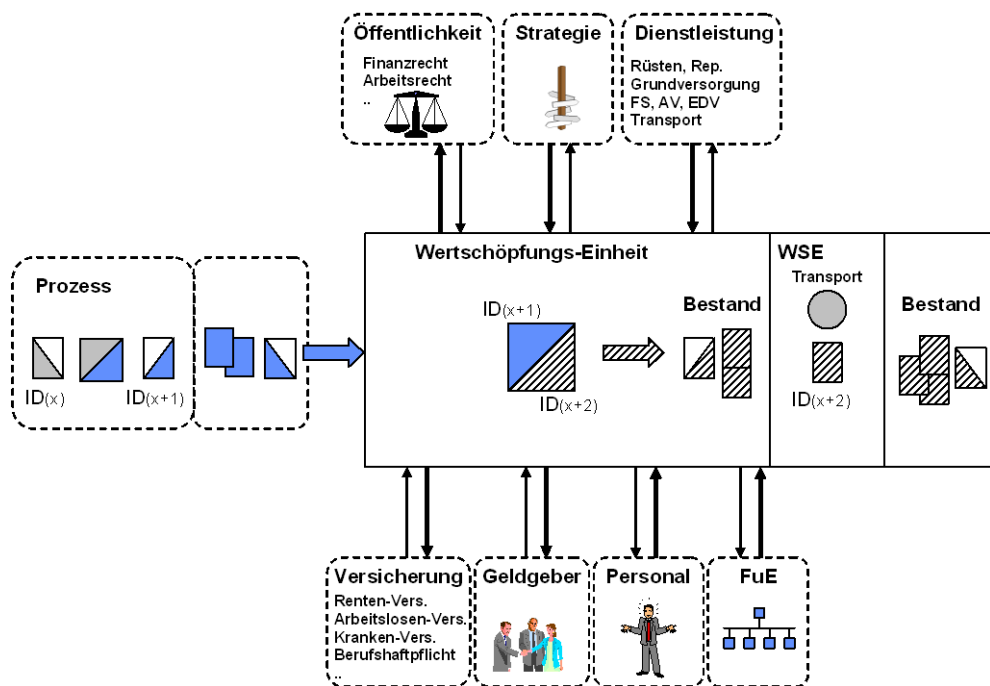 Öffentlichkeit
Finanzrecht
Arbeitsrecht
..
Strategie
Dienstleistung
Rüsten, Rep.
Grundversorgung
FS, AV, EDV
Transport
Prozess
ID(x)
ID(x+1)
Wertschöpfungs-Einheit
ID(x+1)
ID(x+2)
Bestand
WSE
Transport
ID(x+2)
Bestand
Versicherung
Renten-Vers.
Arbeitslosen-Vers.
Kranken-Vers.
Berufshaftpflicht
..
Geldgeber
Personal
FuE